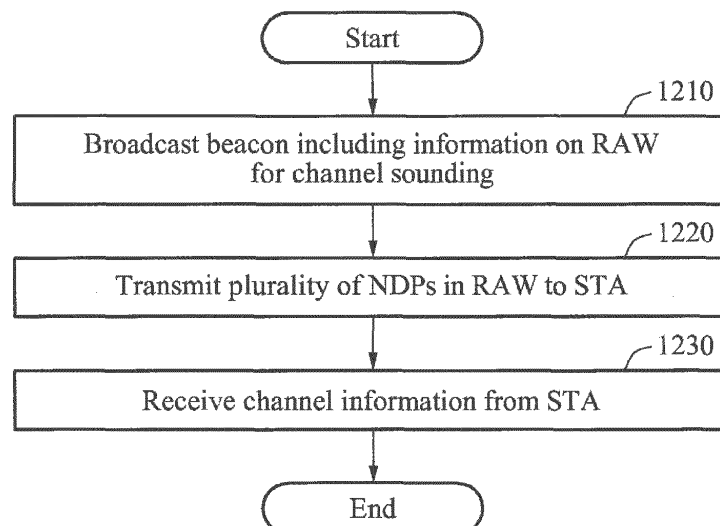 Start
1210
Broadcast beacon including information on RAW
for channel sounding
1220
Transmit plurality of NDPs in RAW to STA
1230
Receive channel information from STA
End